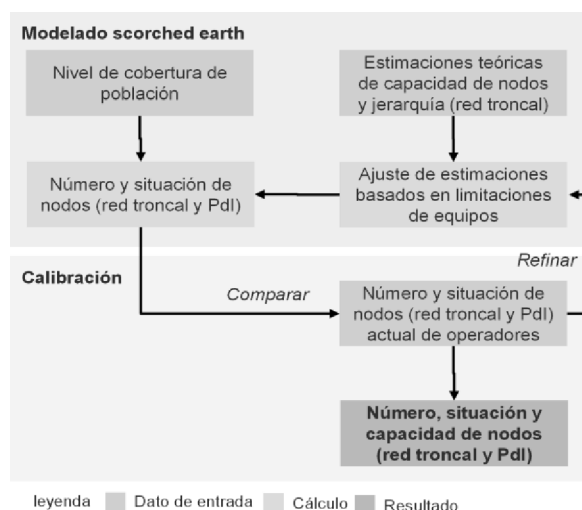 Modelado scorched earth
Nivel de cobertura de
población
Estimaciones teóricas
de capacidad de nodos
y jerarquía (red troncal)
Número y situación de
nodos (red troncal y PdI)
Ajuste de estimaciones
basados en limitaciones
de equipos
Refinar
Calibración
Comparar
Número y situación de
nodos (red troncal y PdI)
actual de operadores
Número, situación y
capacidad de nodos
(red troncal y PdI)
leyenda
Dato de entrada
Cálculo
Resultado